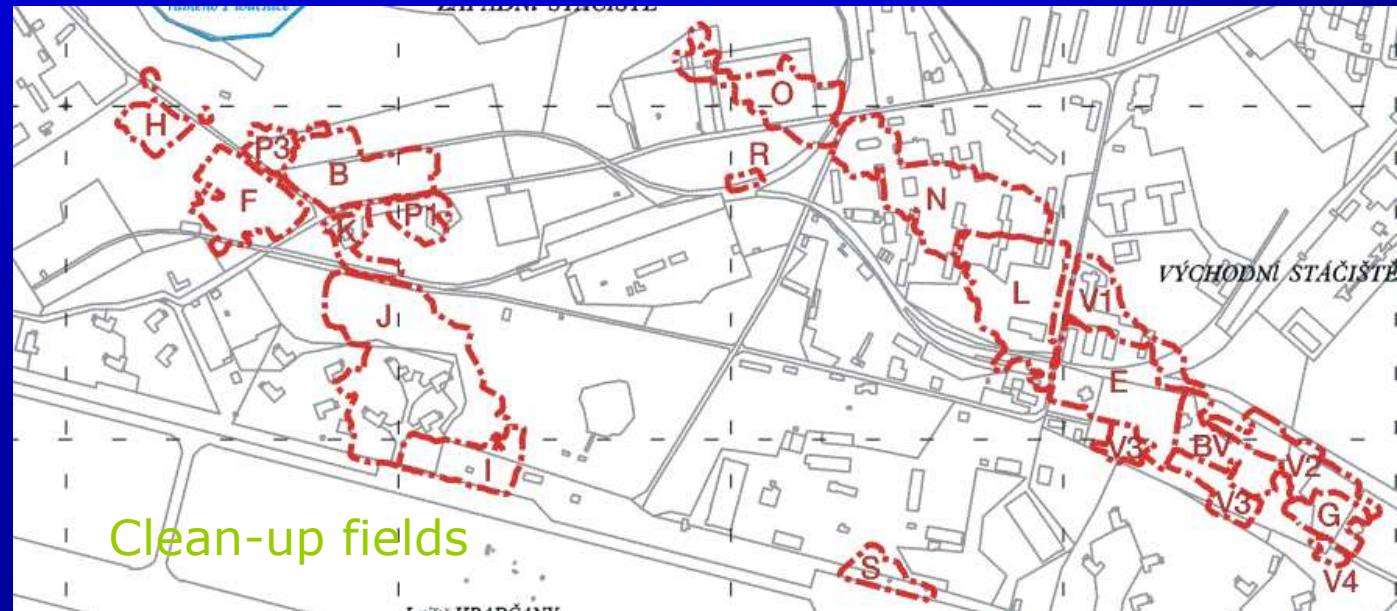 ZÁPADNÍ STÁČIŠTĚ
H
O
P3
B
R
F
K
P1
N
VÝCHODNÍ STÁČIŠTĚ
L
V1
J
E
V3
BV
V2
I
V3
G
Clean-up fields
S
V4
HRADČANY